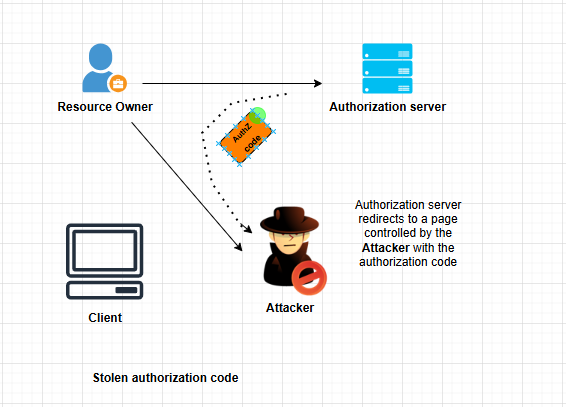 Resource Owner
Authorization server
AuthZ
code
Authorization server
redirects to a page
controlled by the
Attacker with the
authorization code
Client
Attacker
Stolen authorization code